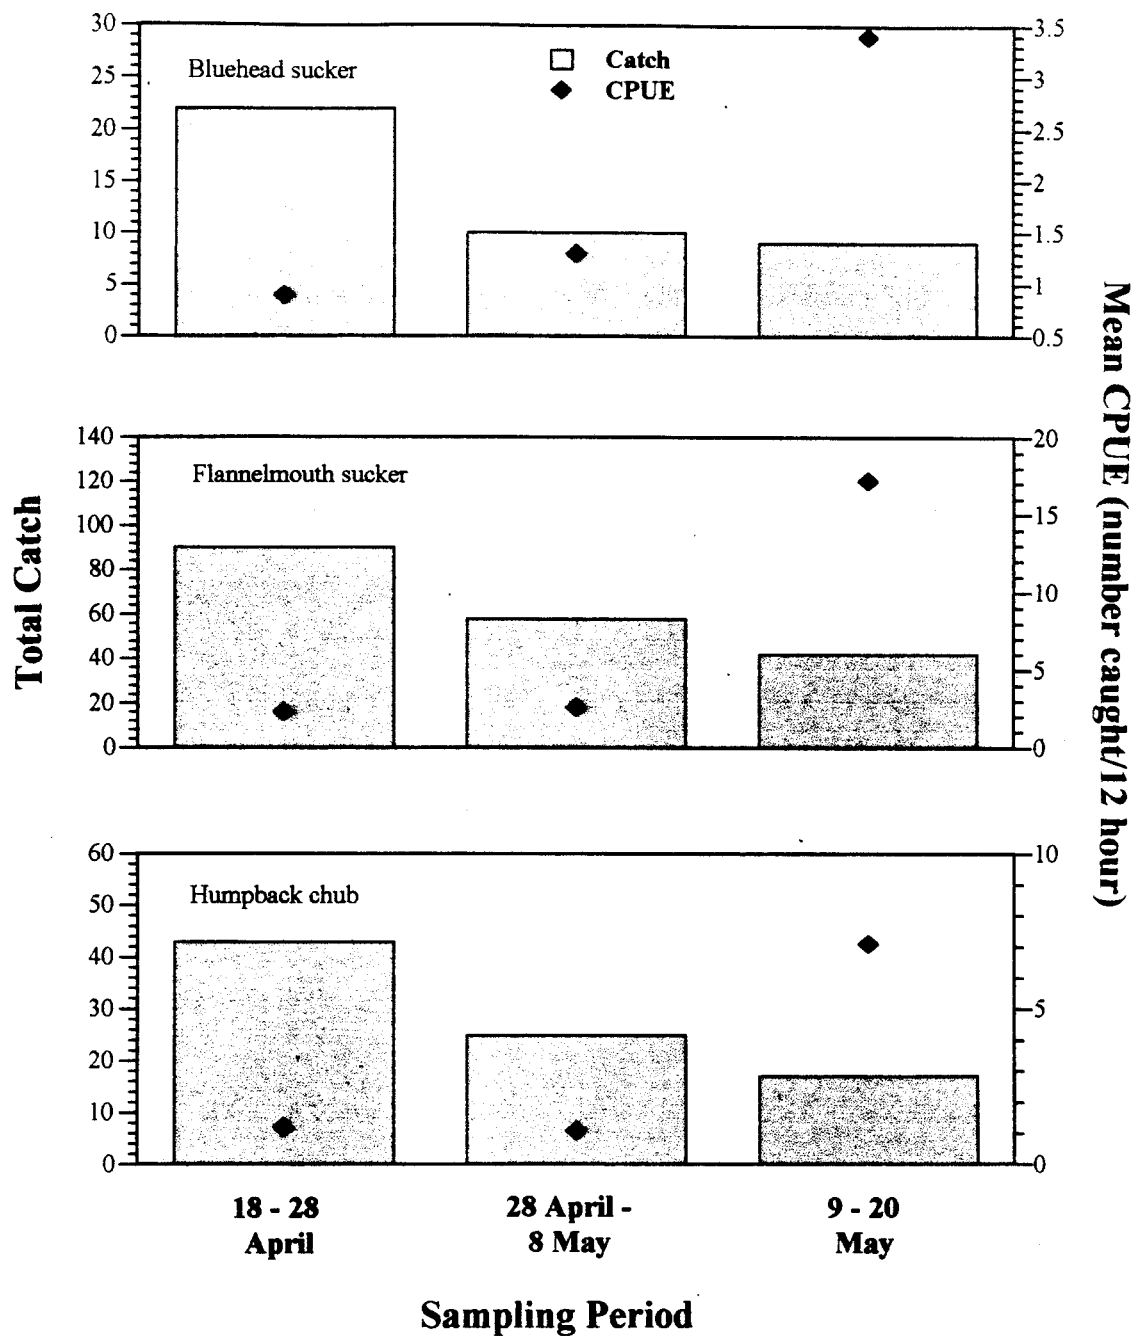 Bluehead sucker
Catch
CPUE
30
25
20
15
10
5
0
3.5
3
2.5
2
1.5
1
0.5
Flannelmouth sucker
140
120
100
80
60
40
20
0
20
15
10
5
0
Humpback chub
60
50
40
30
20
10
0
10
5
0
Total Catch
Mean CPUE (number caught/12 hour)
18 - 28
April
28 April -
8 May
9 - 20
May
Sampling Period